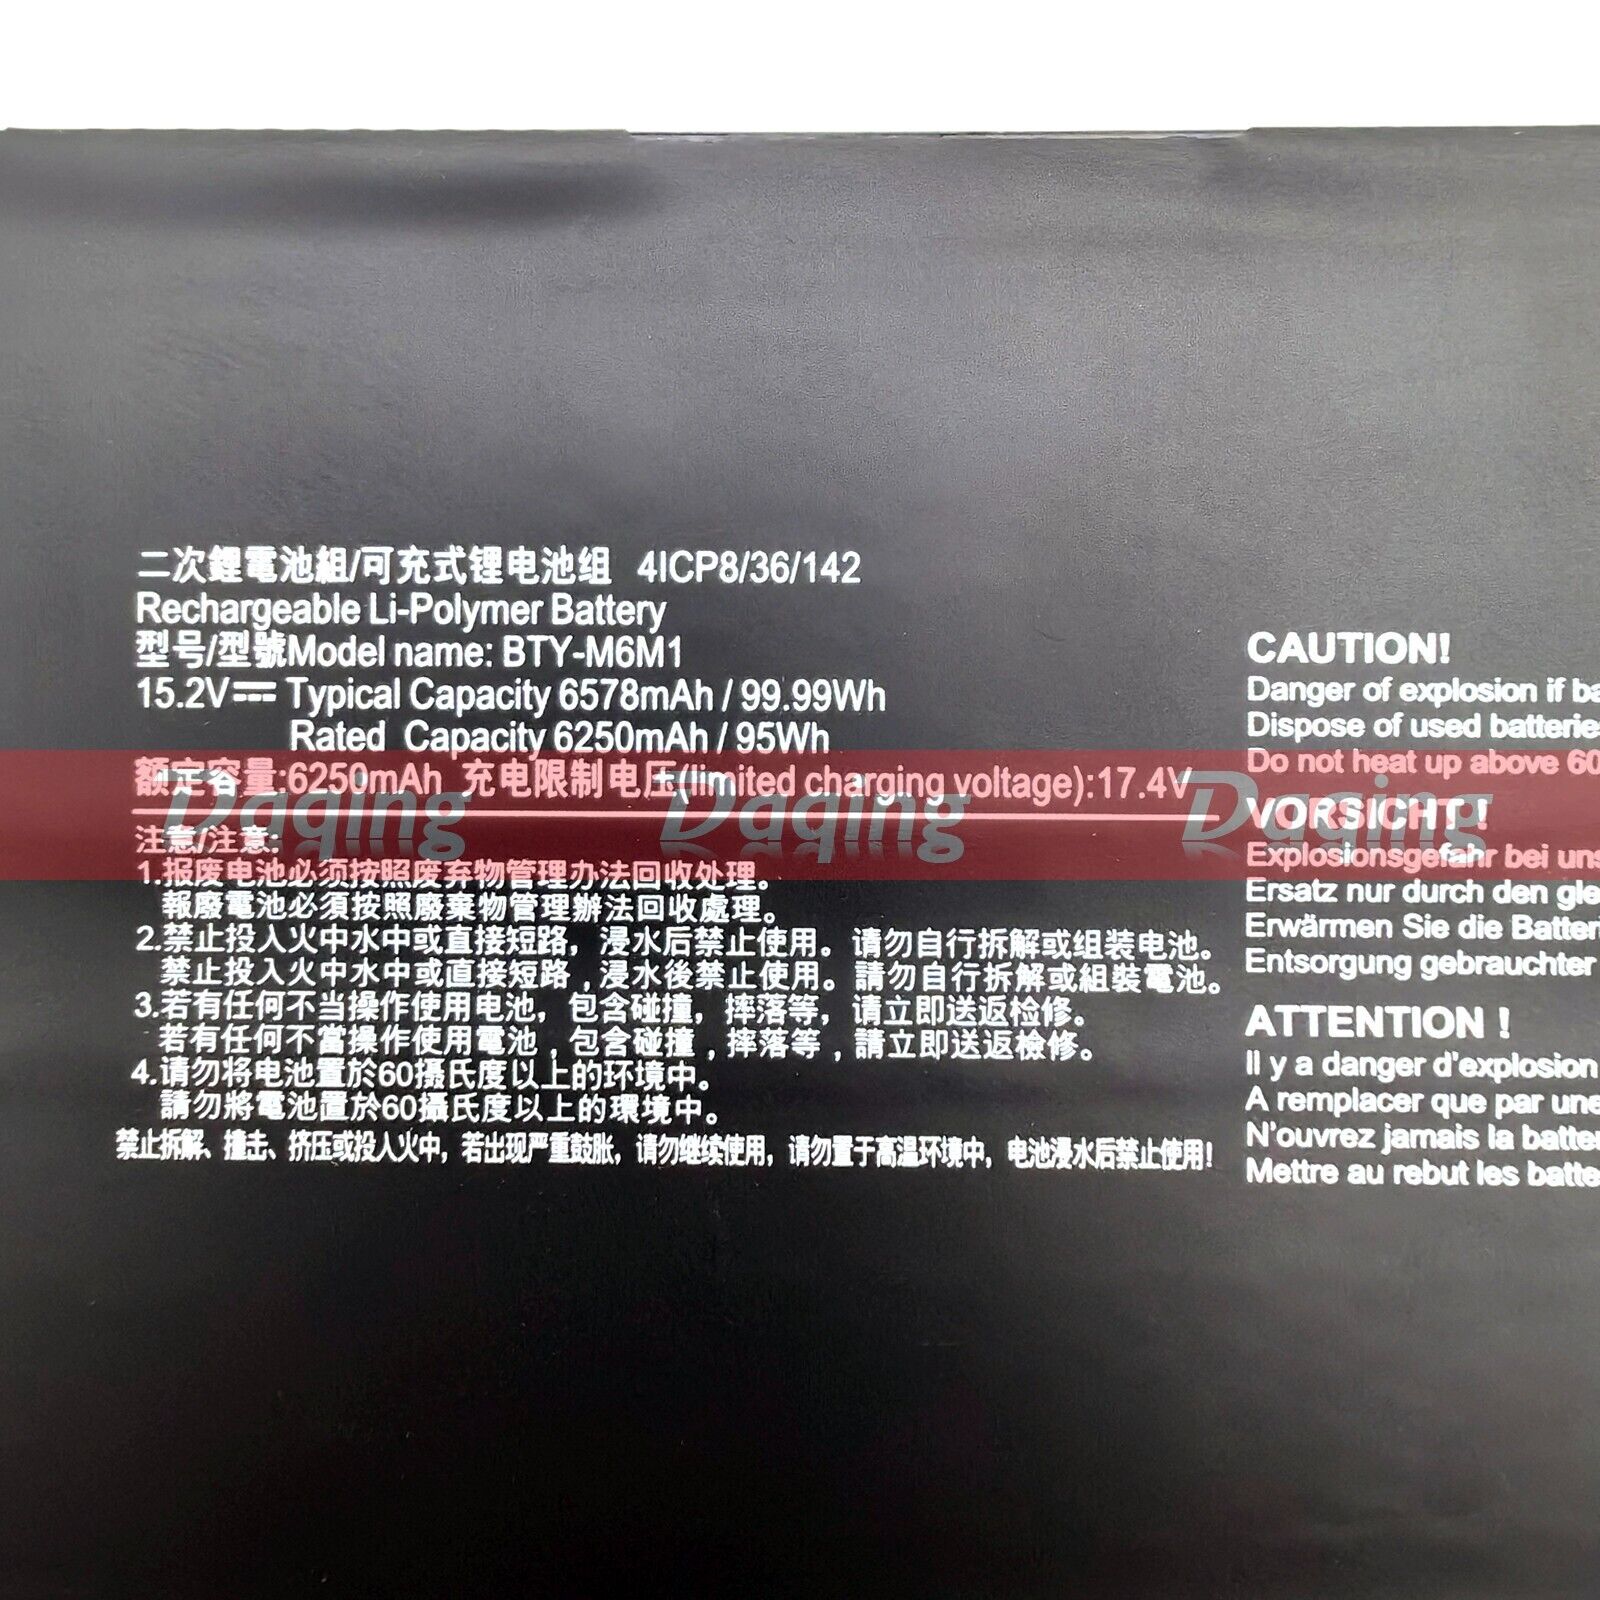 二次鋰電池組/可充式锂电池组 4ICP8/36/142
Rechargeable Li-Polymer Battery
型号/型號Model name: BTY-M6M1
15.2V⎓ Typical Capacity 6578mAh / 99.99Wh
Rated Capacity 6250mAh / 95Wh
额定容量:6250mAh 充电限制电压(limited charging voltage):17.4V
Daqing Daqing Daqing
注意/注意:
1.报废电池必须按照废弃物管理办法回收处理。
報廢電池必須按照廢棄物管理辦法回收處理。
2.禁止投入火中水中或直接短路，浸水后禁止使用。请勿自行拆解或组装电池。
禁止投入火中水中或直接短路,浸水後禁止使用。請勿自行拆解或組裝電池。
3.若有任何不当操作使用电池，包含碰撞，摔落等，请立即送返检修。
若有任何不當操作使用電池,包含碰撞,摔落等,請立即送返檢修。
4.请勿将电池置於60摄氏度以上的环境中。
請勿將電池置於60攝氏度以上的環境中。
禁止拆解、撞击、挤压或投入火中，若出现严重鼓胀，请勿继续使用，请勿置于高温环境中，电池浸水后禁止使用!
CAUTION!
Danger of explosion if ba
Dispose of used batterie
Do not heat up above 60
VORSICHT !
Explosionsgefahr bei uns
Ersatz nur durch den gle
Erwärmen Sie die Batter
Entsorgung gebrauchter
ATTENTION !
Il y a danger d'explosion
A remplacer que par une
N'ouvrez jamais la batte
Mettre au rebut les batte